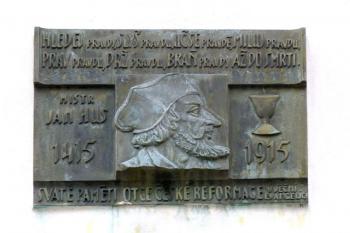 HLEDEJ PRAVDU, SLYŠ PRAVDU, UČ SE PRAVDĚ, MILUJ PRAVDU,
PRAV PRAVDU, DRŽ PRAVDU, BRAŇ PRAVDY AŽ DO SMRTI.
MISTR
JAN HUS
1415
1915
SVATÉ PAMĚTI OTCE ČESKÉ REFORMACE